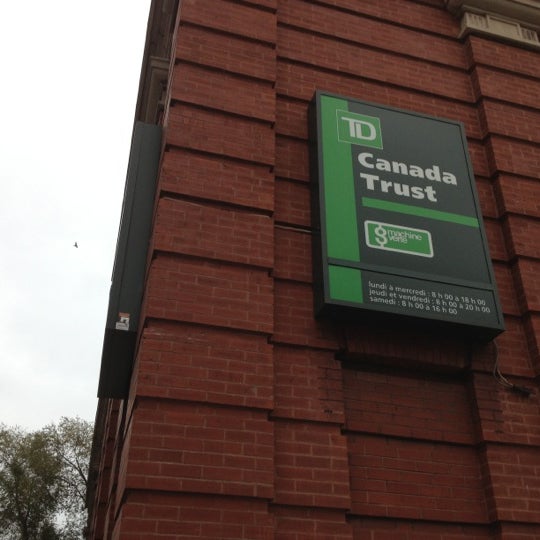 TD
Canada
Trust
g machine
verte
lundi à mercredi : 8 h 00 à 18 h 00
jeudi et vendredi : 8 h 00 à 20 h 00
samedi : 8 h 00 à 16 h 00